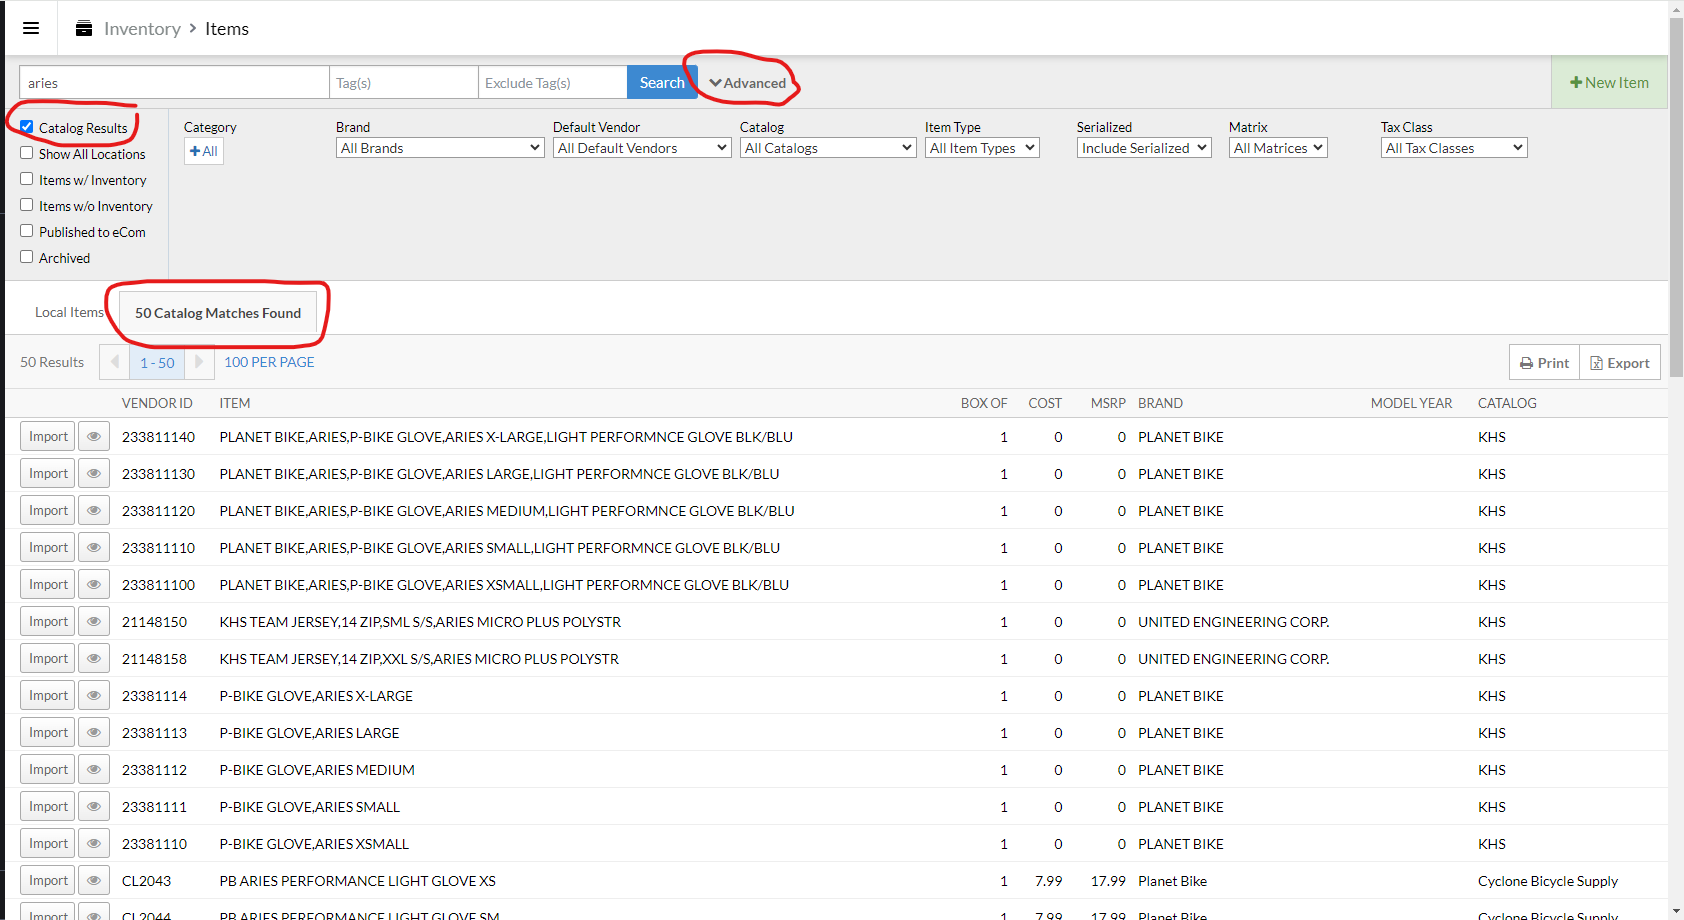 Inventory > Items
aries Tag(s) Exclude Tag(s) Search Advanced + New Item
Catalog Results Category Brand Default Vendor Catalog Item Type Serialized Matrix Tax Class
+ All All Brands All Default Vendors All Catalogs All Item Types Include Serialized All Matrices All Tax Classes
Show All Locations
Items w/ Inventory
Items w/o Inventory
Published to eCom
Archived
Local Items 50 Catalog Matches Found
50 Results 1 - 50 100 PER PAGE Print Export
VENDOR ID ITEM BOX OF COST MSRP BRAND MODEL YEAR CATALOG
Import 233811140 PLANET BIKE,ARIES,P-BIKE GLOVE,ARIES X-LARGE,LIGHT PERFORMNCE GLOVE BLK/BLU 1 0 0 PLANET BIKE KHS
Import 233811130 PLANET BIKE,ARIES,P-BIKE GLOVE,ARIES LARGE,LIGHT PERFORMNCE GLOVE BLK/BLU 1 0 0 PLANET BIKE KHS
Import 233811120 PLANET BIKE,ARIES,P-BIKE GLOVE,ARIES MEDIUM,LIGHT PERFORMNCE GLOVE BLK/BLU 1 0 0 PLANET BIKE KHS
Import 233811110 PLANET BIKE,ARIES,P-BIKE GLOVE,ARIES SMALL,LIGHT PERFORMNCE GLOVE BLK/BLU 1 0 0 PLANET BIKE KHS
Import 233811100 PLANET BIKE,ARIES,P-BIKE GLOVE,ARIES XSMALL,LIGHT PERFORMNCE GLOVE BLK/BLU 1 0 0 PLANET BIKE KHS
Import 21148150 KHS TEAM JERSEY,14 ZIP,SML S/S,ARIES MICRO PLUS POLYSTR 1 0 0 UNITED ENGINEERING CORP. KHS
Import 21148158 KHS TEAM JERSEY,14 ZIP,XXL S/S,ARIES MICRO PLUS POLYSTR 1 0 0 UNITED ENGINEERING CORP. KHS
Import 23381114 P-BIKE GLOVE,ARIES X-LARGE 1 0 0 PLANET BIKE KHS
Import 23381113 P-BIKE GLOVE,ARIES LARGE 1 0 0 PLANET BIKE KHS
Import 23381112 P-BIKE GLOVE,ARIES MEDIUM 1 0 0 PLANET BIKE KHS
Import 23381111 P-BIKE GLOVE,ARIES SMALL 1 0 0 PLANET BIKE KHS
Import 23381110 P-BIKE GLOVE,ARIES XSMALL 1 0 0 PLANET BIKE KHS
Import CL2043 PB ARIES PERFORMANCE LIGHT GLOVE XS 1 7.99 17.99 Planet Bike Cyclone Bicycle Supply
Import CL2044 PB ARIES PERFORMANCE LIGHT GLOVE SM 1 7.99 17.99 Planet Bike Cyclone Bicycle Supply